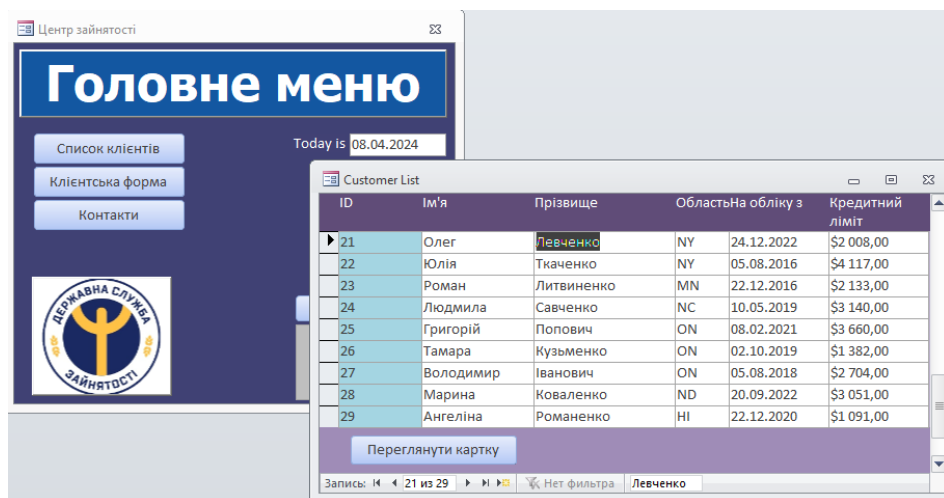 Центр зайнятості
Головне меню
Список клієнтів
Today is 08.04.2024
Клієнтська форма
Контакти
ДЕРЖАВНА СЛУЖБА
ЗАЙНЯТОСТІ
Customer List
ID Ім'я Прізвище Область На обліку з Кредитний
ліміт
21 Олег Левченко NY 24.12.2022 $2 008,00
22 Юлія Ткаченко NY 05.08.2016 $4 117,00
23 Роман Литвиненко MN 22.12.2016 $2 133,00
24 Людмила Савченко NC 10.05.2019 $3 140,00
25 Григорій Попович ON 08.02.2021 $3 660,00
26 Тамара Кузьменко ON 02.10.2019 $1 382,00
27 Володимир Іванович ON 05.08.2018 $2 704,00
28 Марина Коваленко ND 20.09.2022 $3 051,00
29 Ангеліна Романенко HI 22.12.2020 $1 091,00
Переглянути картку
Запись: 21 из 29 Нет фильтра Левченко